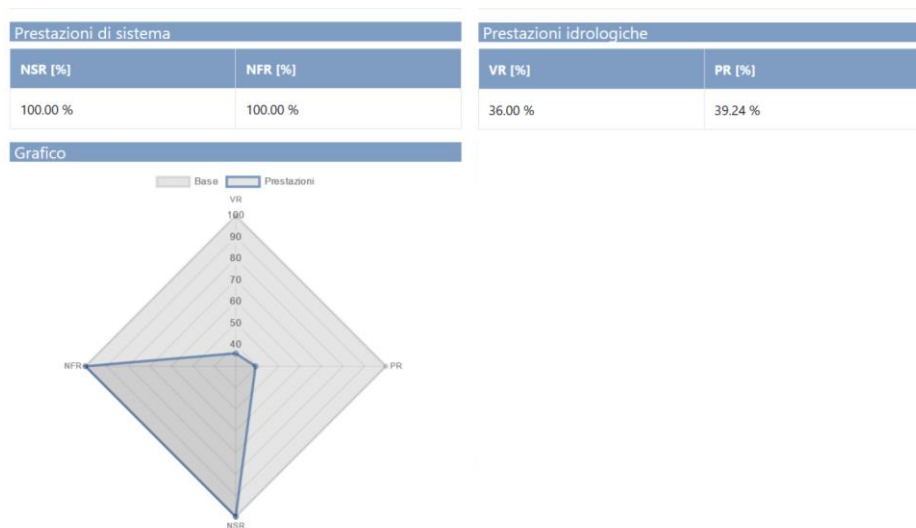 Prestazioni di sistema
NSR [%] NFR [%]
100.00 % 100.00 %
Prestazioni idrologiche
VR [%] PR [%]
36.00 % 39.24 %
Grafico
Base Prestazioni
VR
100
90
80
70
60
50
40
NFR PR
NSR